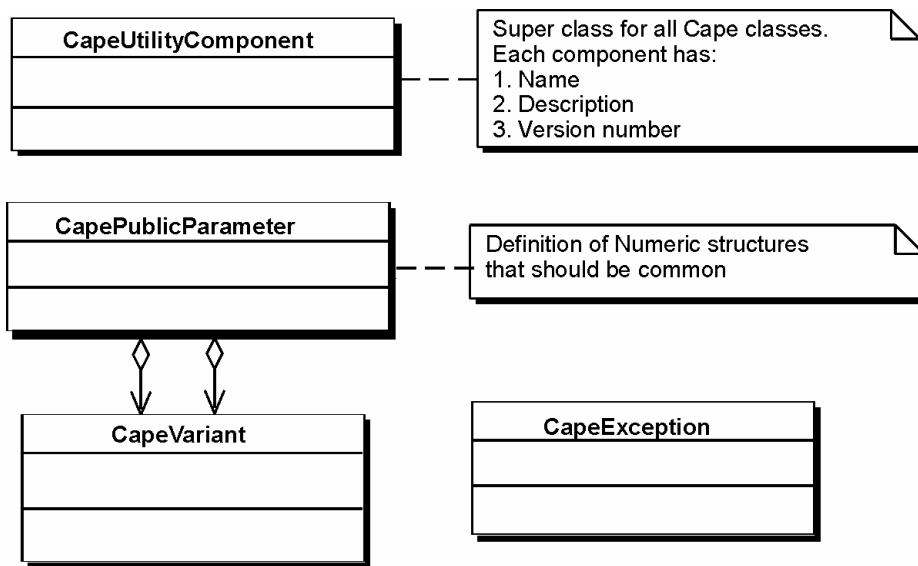 CapeUtilityComponent
Super class for all Cape classes.
Each component has:
1. Name
2. Description
3. Version number
CapePublicParameter
Definition of Numeric structures
that should be common
CapeVariant
CapeException